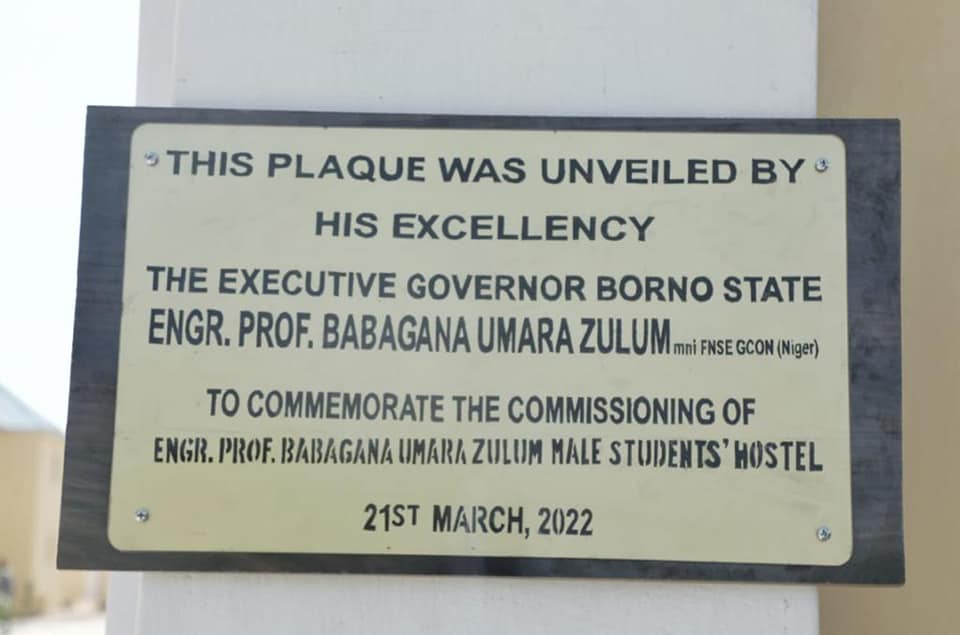 THIS PLAQUE WAS UNVEILED BY
HIS EXCELLENCY
THE EXECUTIVE GOVERNOR BORNO STATE
ENGR. PROF. BABAGANA UMARA ZULUM mni FNSE GCON (Niger)
TO COMMEMORATE THE COMMISSIONING OF
ENGR. PROF. BABAGANA UMARA ZULUM MALE STUDENTS' HOSTEL
21ST MARCH, 2022